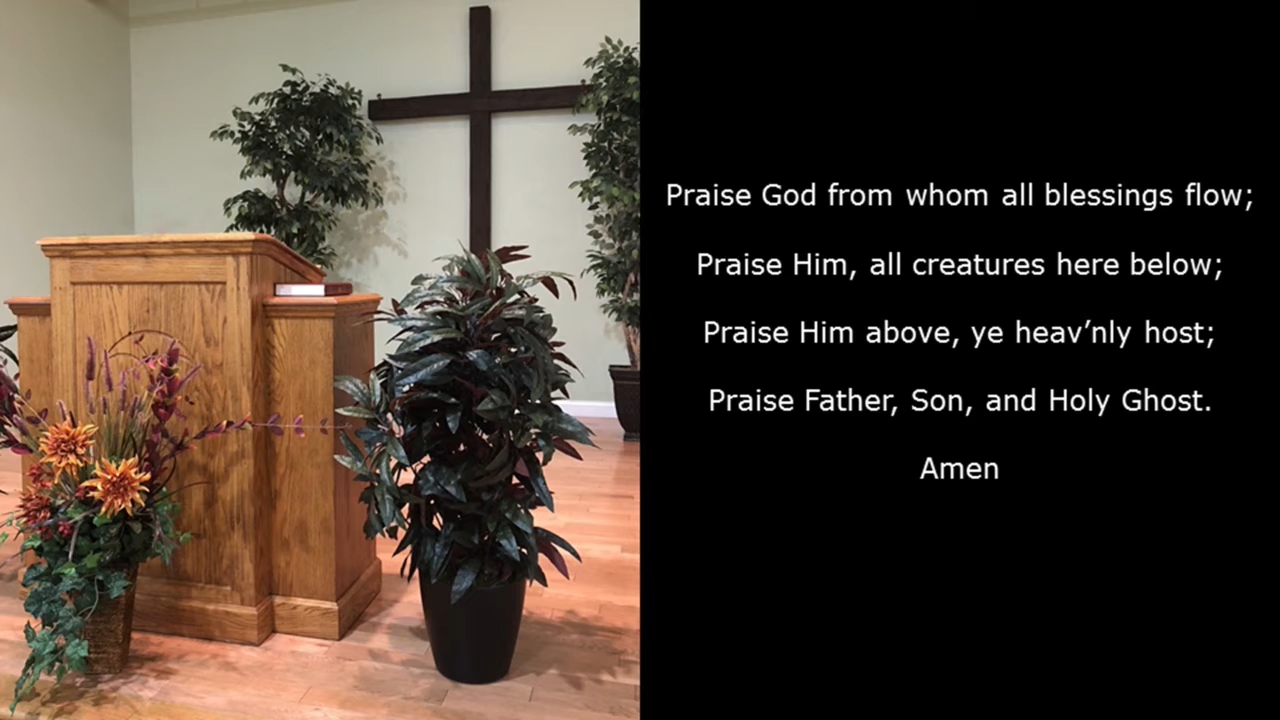 Praise God from whom all blessings flow;
Praise Him, all creatures here below;
Praise Him above, ye heav’nly host;
Praise Father, Son, and Holy Ghost.
Amen